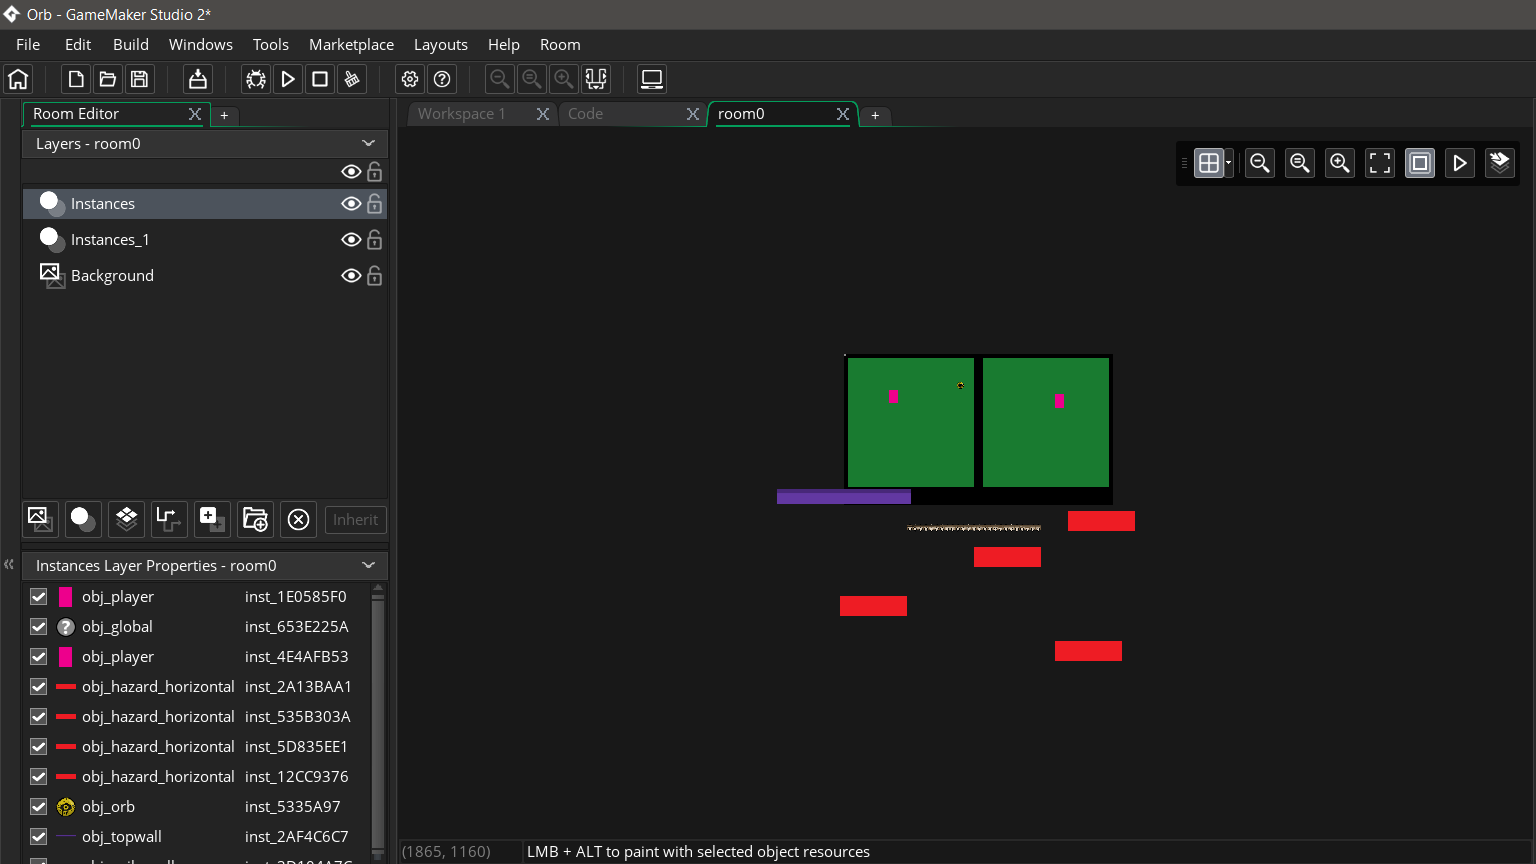 Orb - GameMaker Studio 2*
File Edit Build Windows Tools Marketplace Layouts Help Room
Room Editor
Workspace 1 Code room0
Layers - room0
Instances
Instances_1
Background
Inherit
Instances Layer Properties - room0
obj_player inst_1E0585F0
obj_global inst_653E225A
obj_player inst_4E4AFB53
obj_hazard_horizontal inst_2A13BAA1
obj_hazard_horizontal inst_535B303A
obj_hazard_horizontal inst_5D835EE1
obj_hazard_horizontal inst_12CC9376
obj_orb inst_5335A97
obj_topwall inst_2AF4C6C7
(1865, 1160) LMB + ALT to paint with selected object resources